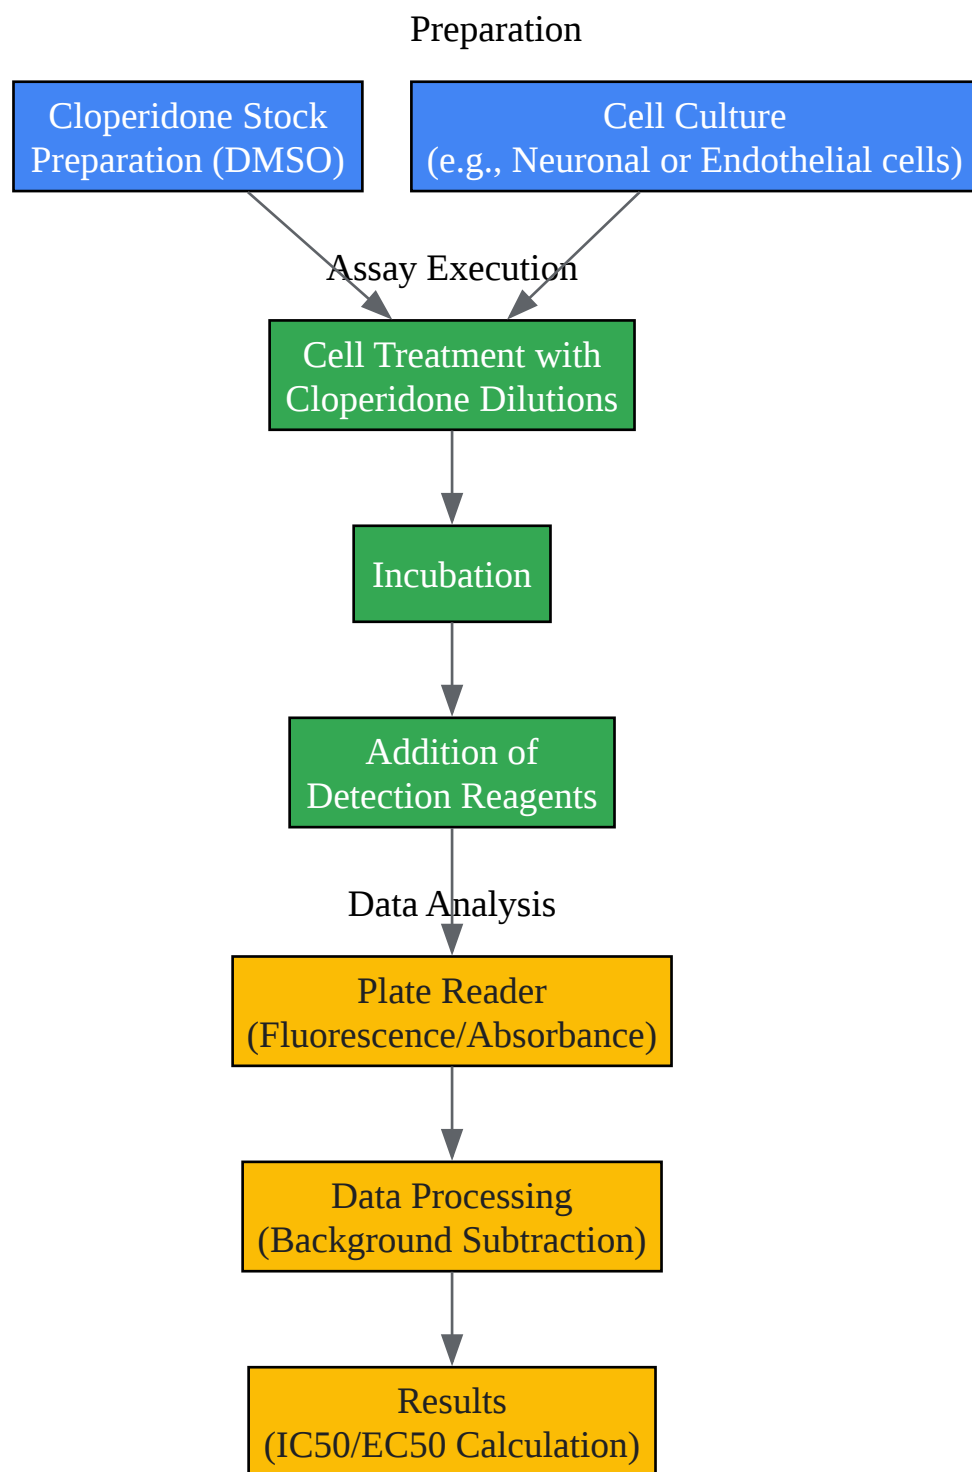 Preparation
Cloperidone Stock
Preparation (DMSO)
Cell Culture
(e.g., Neuronal or Endothelial cells)
Assay Execution
Cell Treatment with
Cloperidone Dilutions
Incubation
Addition of
Detection Reagents
Data Analysis
Plate Reader
(Fluorescence/Absorbance)
Data Processing
(Background Subtraction)
Results
(IC50/EC50 Calculation)